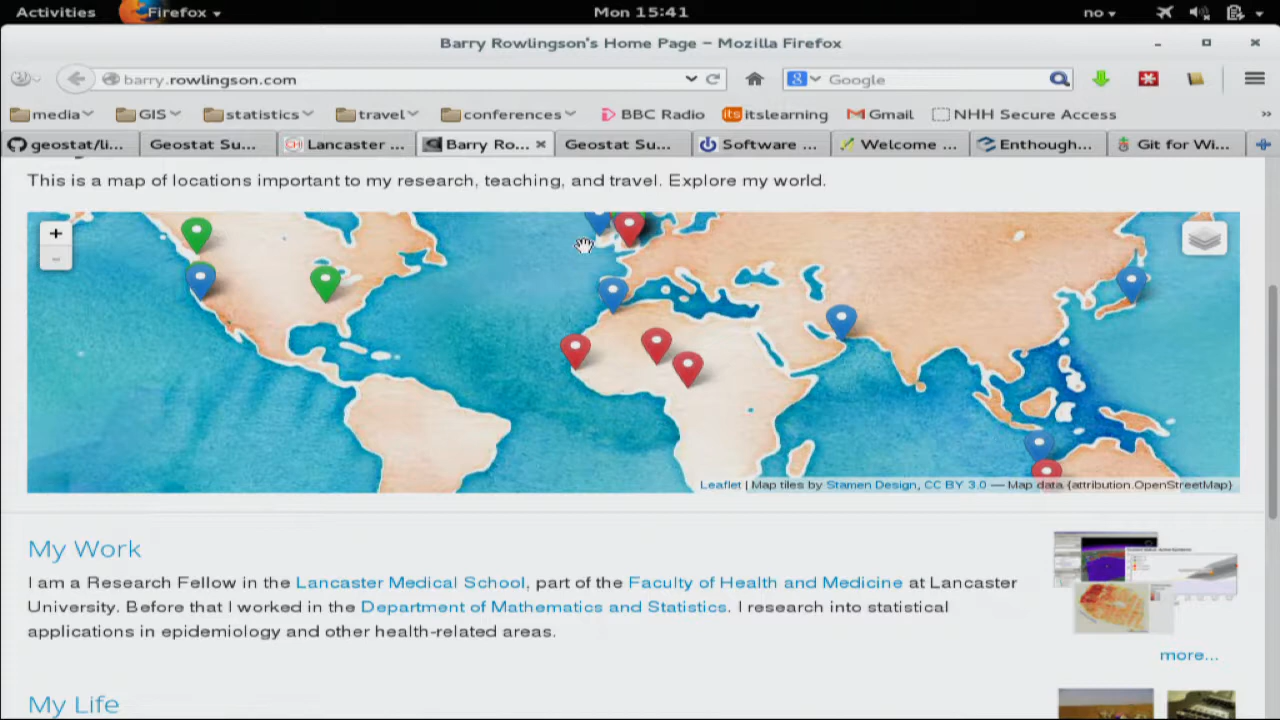 Activities Firefox Mon 15:41 no
Barry Rowlingson's Home Page – Mozilla Firefox
barry.rowlingson.com Google
media GIS statistics travel conferences BBC Radio itslearning Gmail NHH Secure Access »
geostat/li... Geostat Su... Lancaster ... Barry Ro... Geostat Su... Software ... Welcome ... Enthough... Git for Wi...
This is a map of locations important to my research, teaching, and travel. Explore my world.
+
–
Leaflet | Map tiles by Stamen Design, CC BY 3.0 — Map data {attribution.OpenStreetMap}
My Work
I am a Research Fellow in the Lancaster Medical School, part of the Faculty of Health and Medicine at Lancaster
University. Before that I worked in the Department of Mathematics and Statistics. I research into statistical
applications in epidemiology and other health-related areas.
more...
My Life